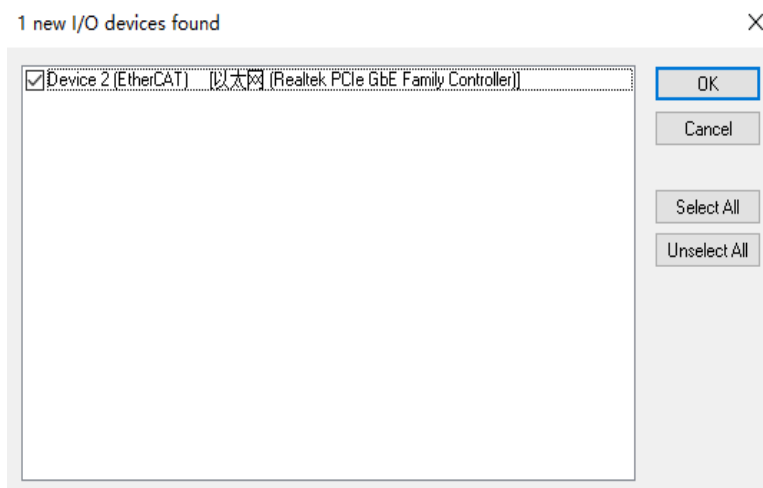 1 new I/O devices found
Device 2 (EtherCAT) [以太网 (Realtek PCIe GbE Family Controller)]
OK
Cancel
Select All
Unselect All